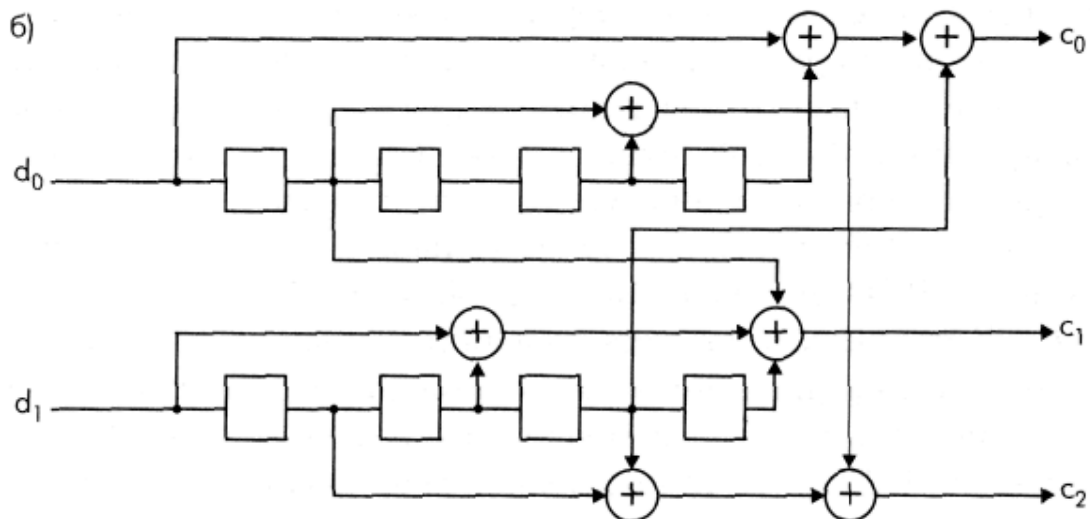 б)
c₀
d₀
c₁
d₁
c₂